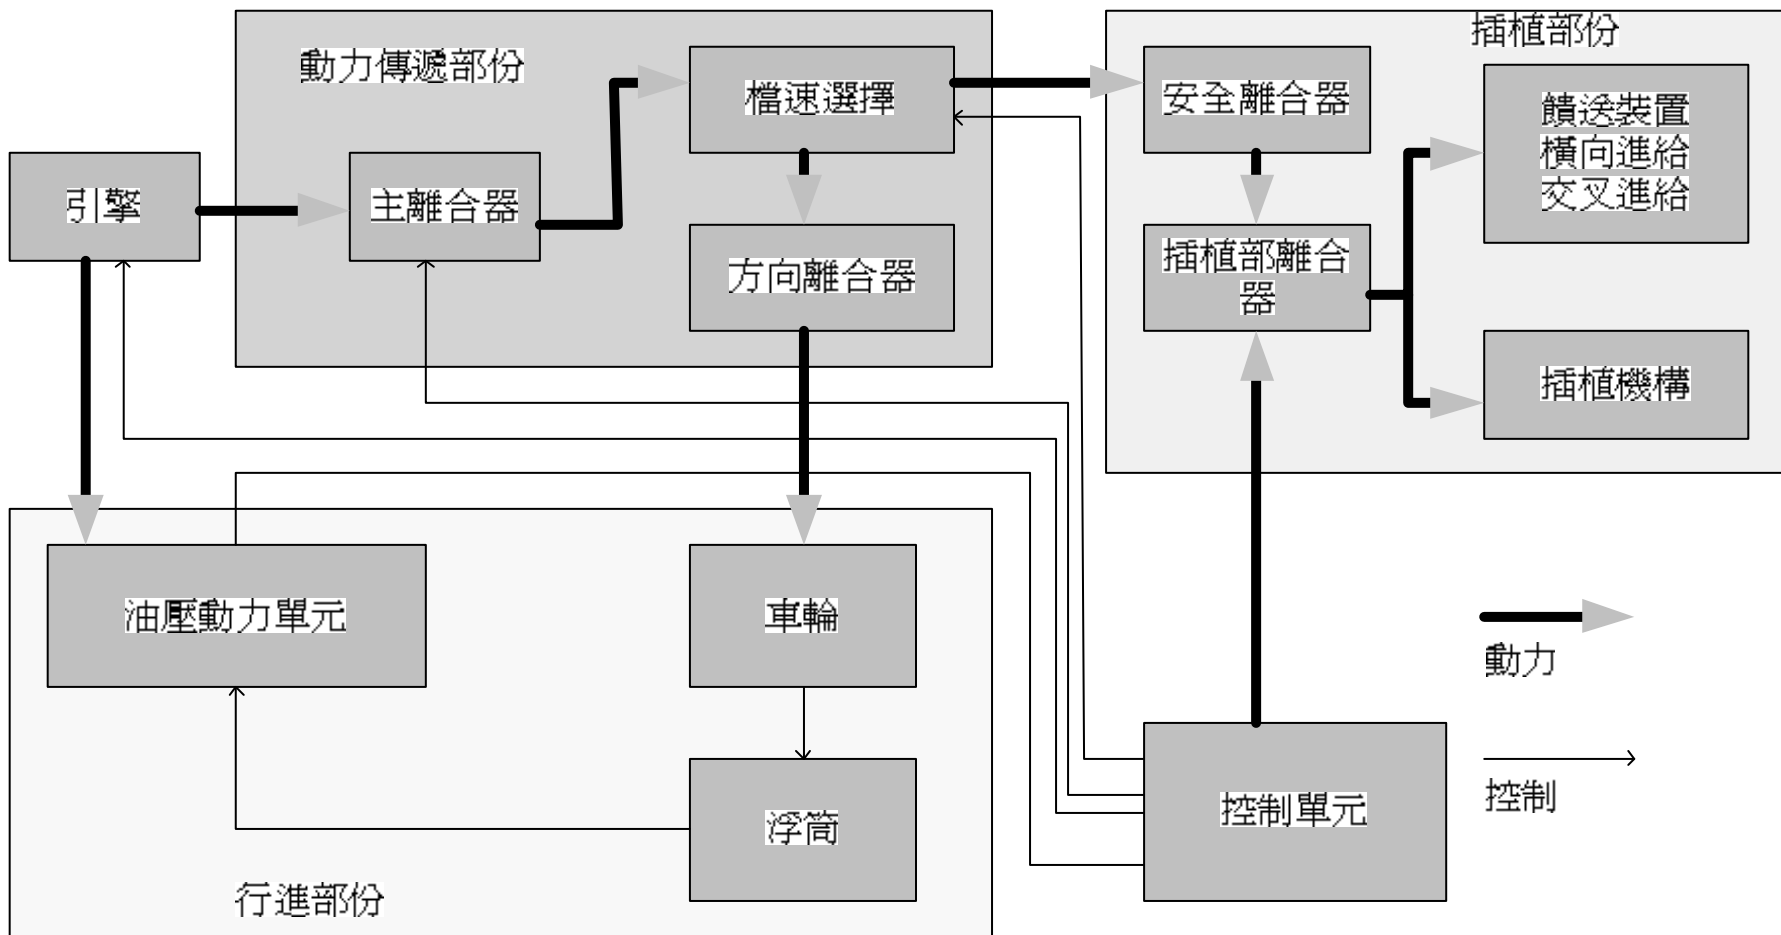 動力傳遞部份
檔速選擇
引擎
主離合器
方向離合器
插植部份
安全離合器
饋送裝置
橫向進給
交叉進給
插植部離合
器
插植機構
油壓動力單元
車輪
浮筒
行進部份
控制單元
動力
控制